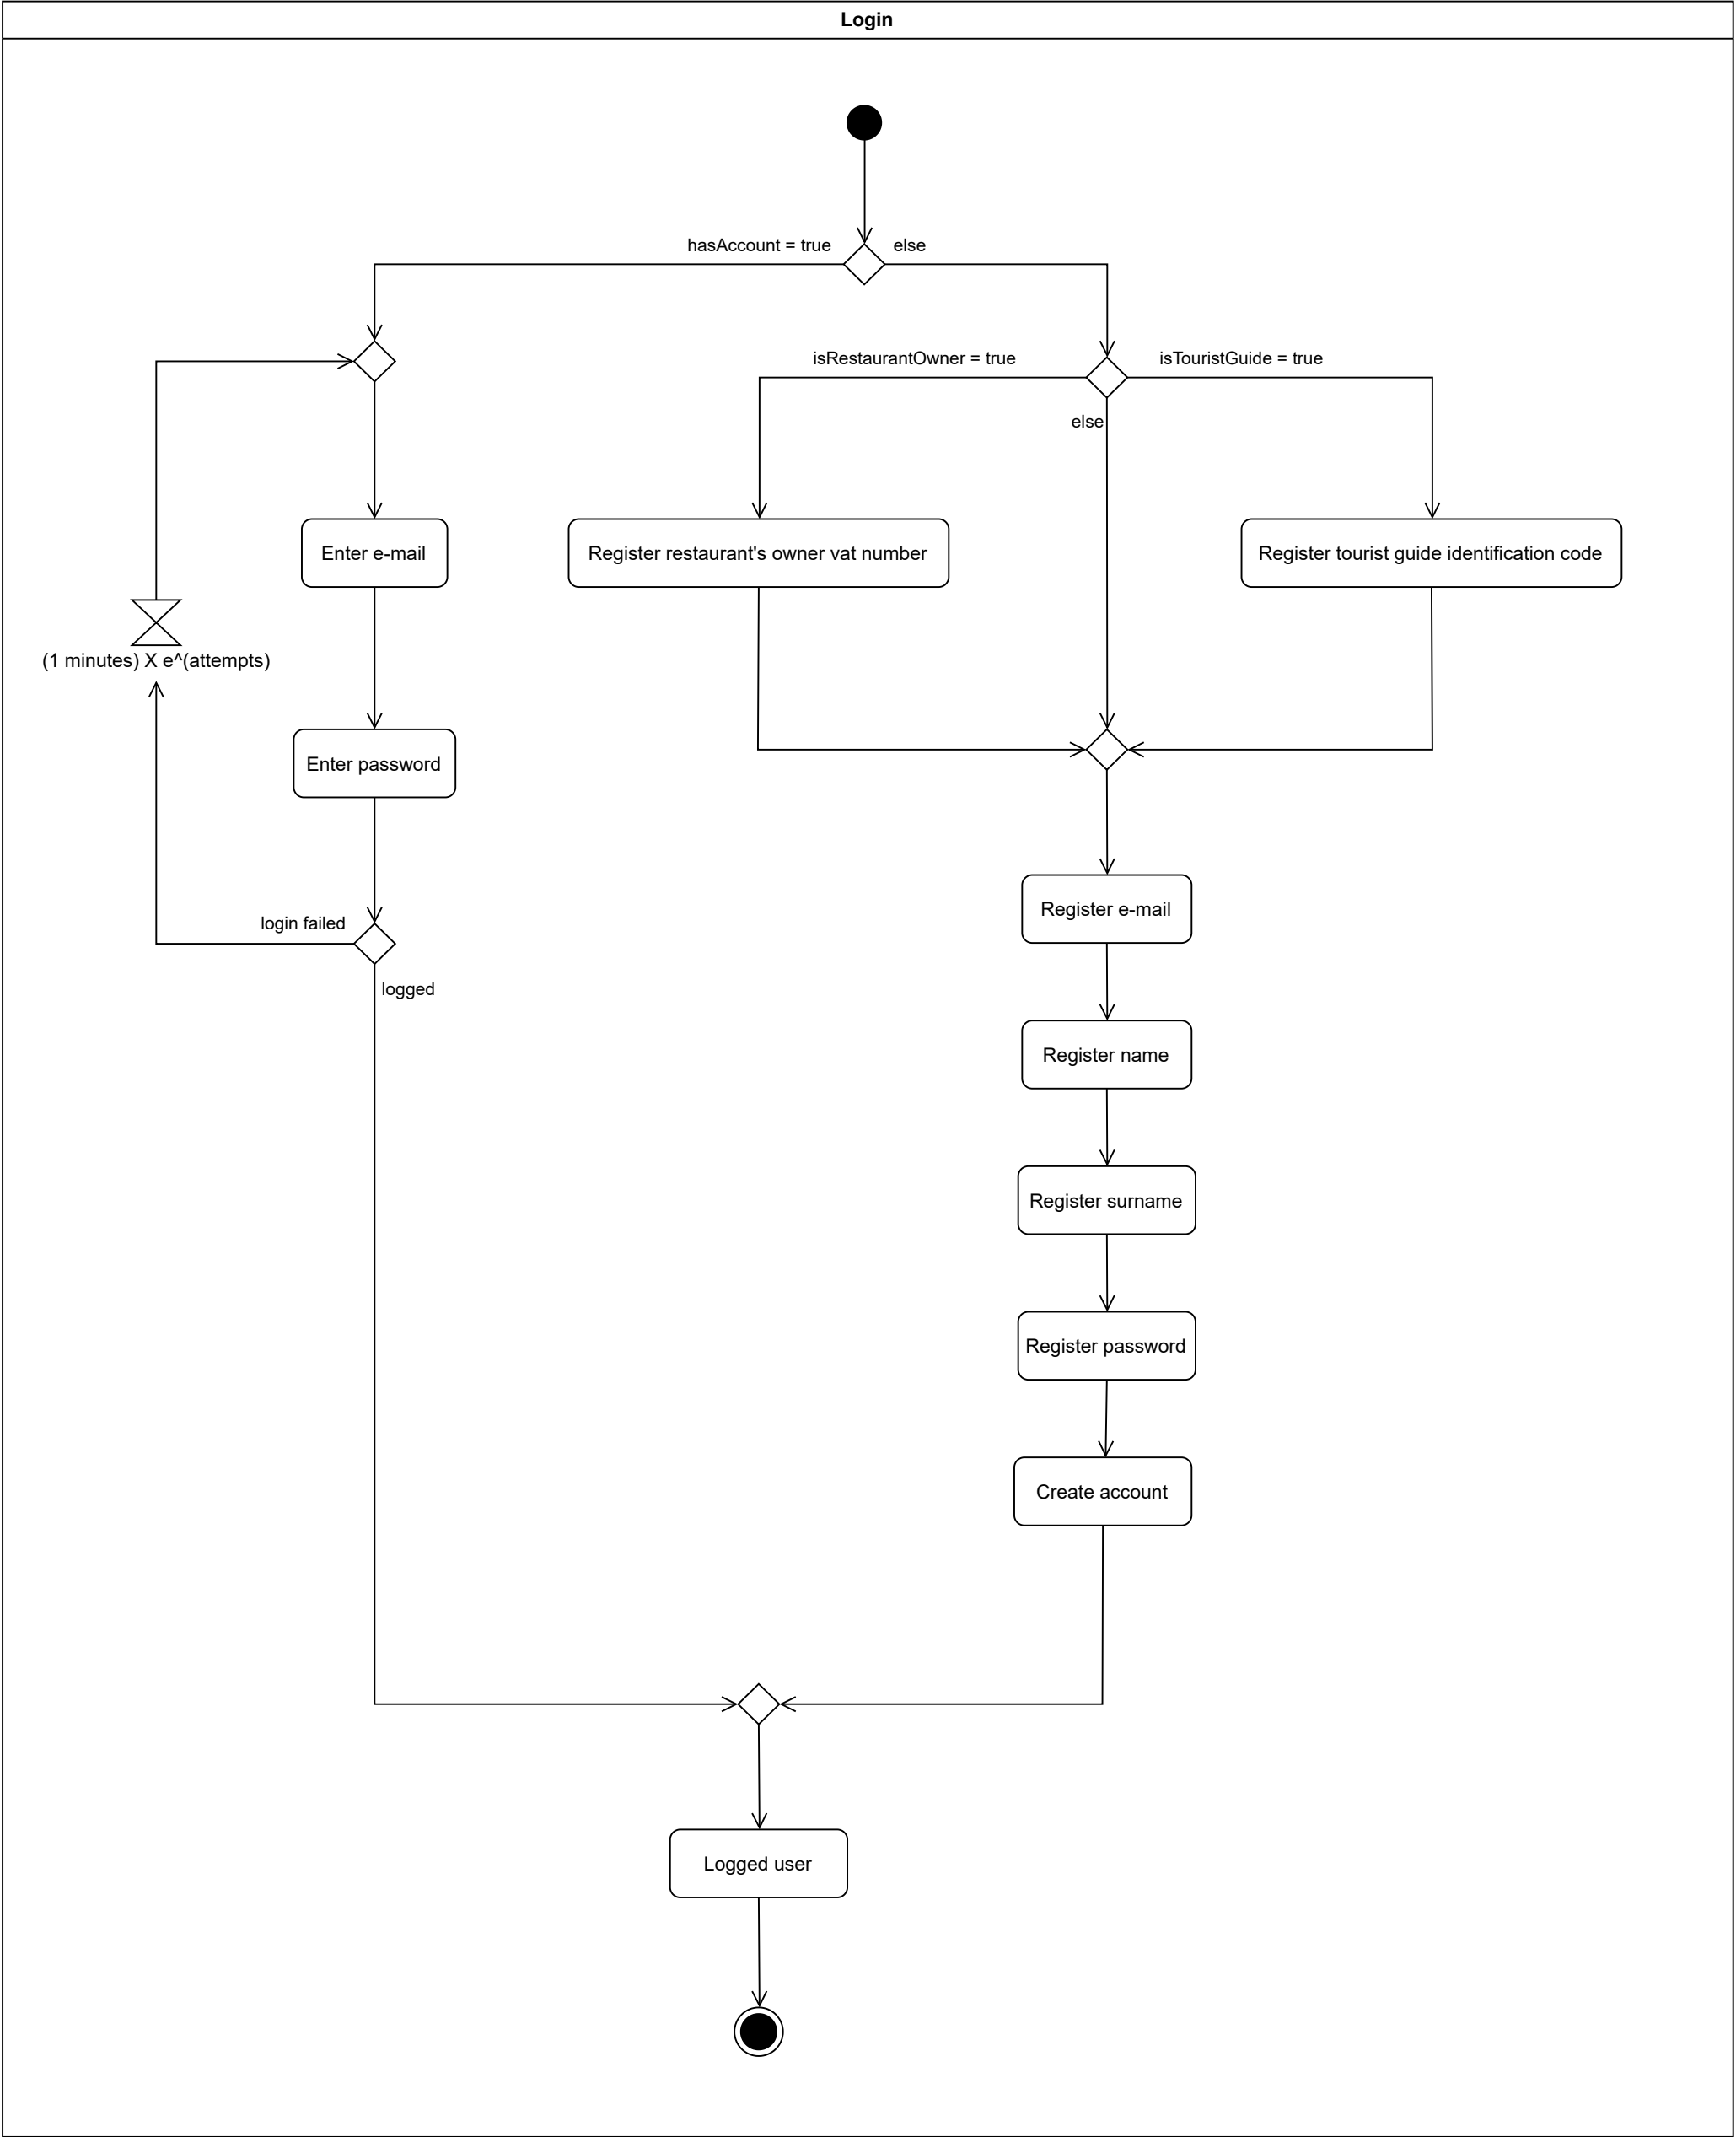 Login
hasAccount = true
else
isRestaurantOwner = true
isTouristGuide = true
else
Enter e-mail
Register restaurant's owner vat number
Register tourist guide identification code
(1 minutes) X e^(attempts)
Enter password
login failed
logged
Register e-mail
Register name
Register surname
Register password
Create account
Logged user